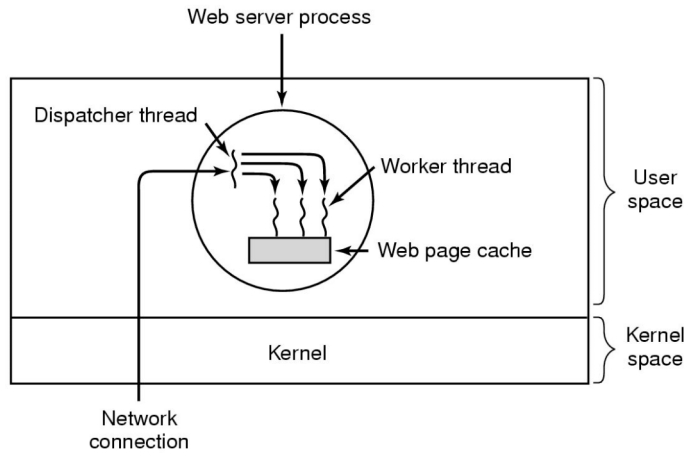 Web server process
Dispatcher thread
Worker thread
Web page cache
User
space
Kernel
Kernel
space
Network
connection